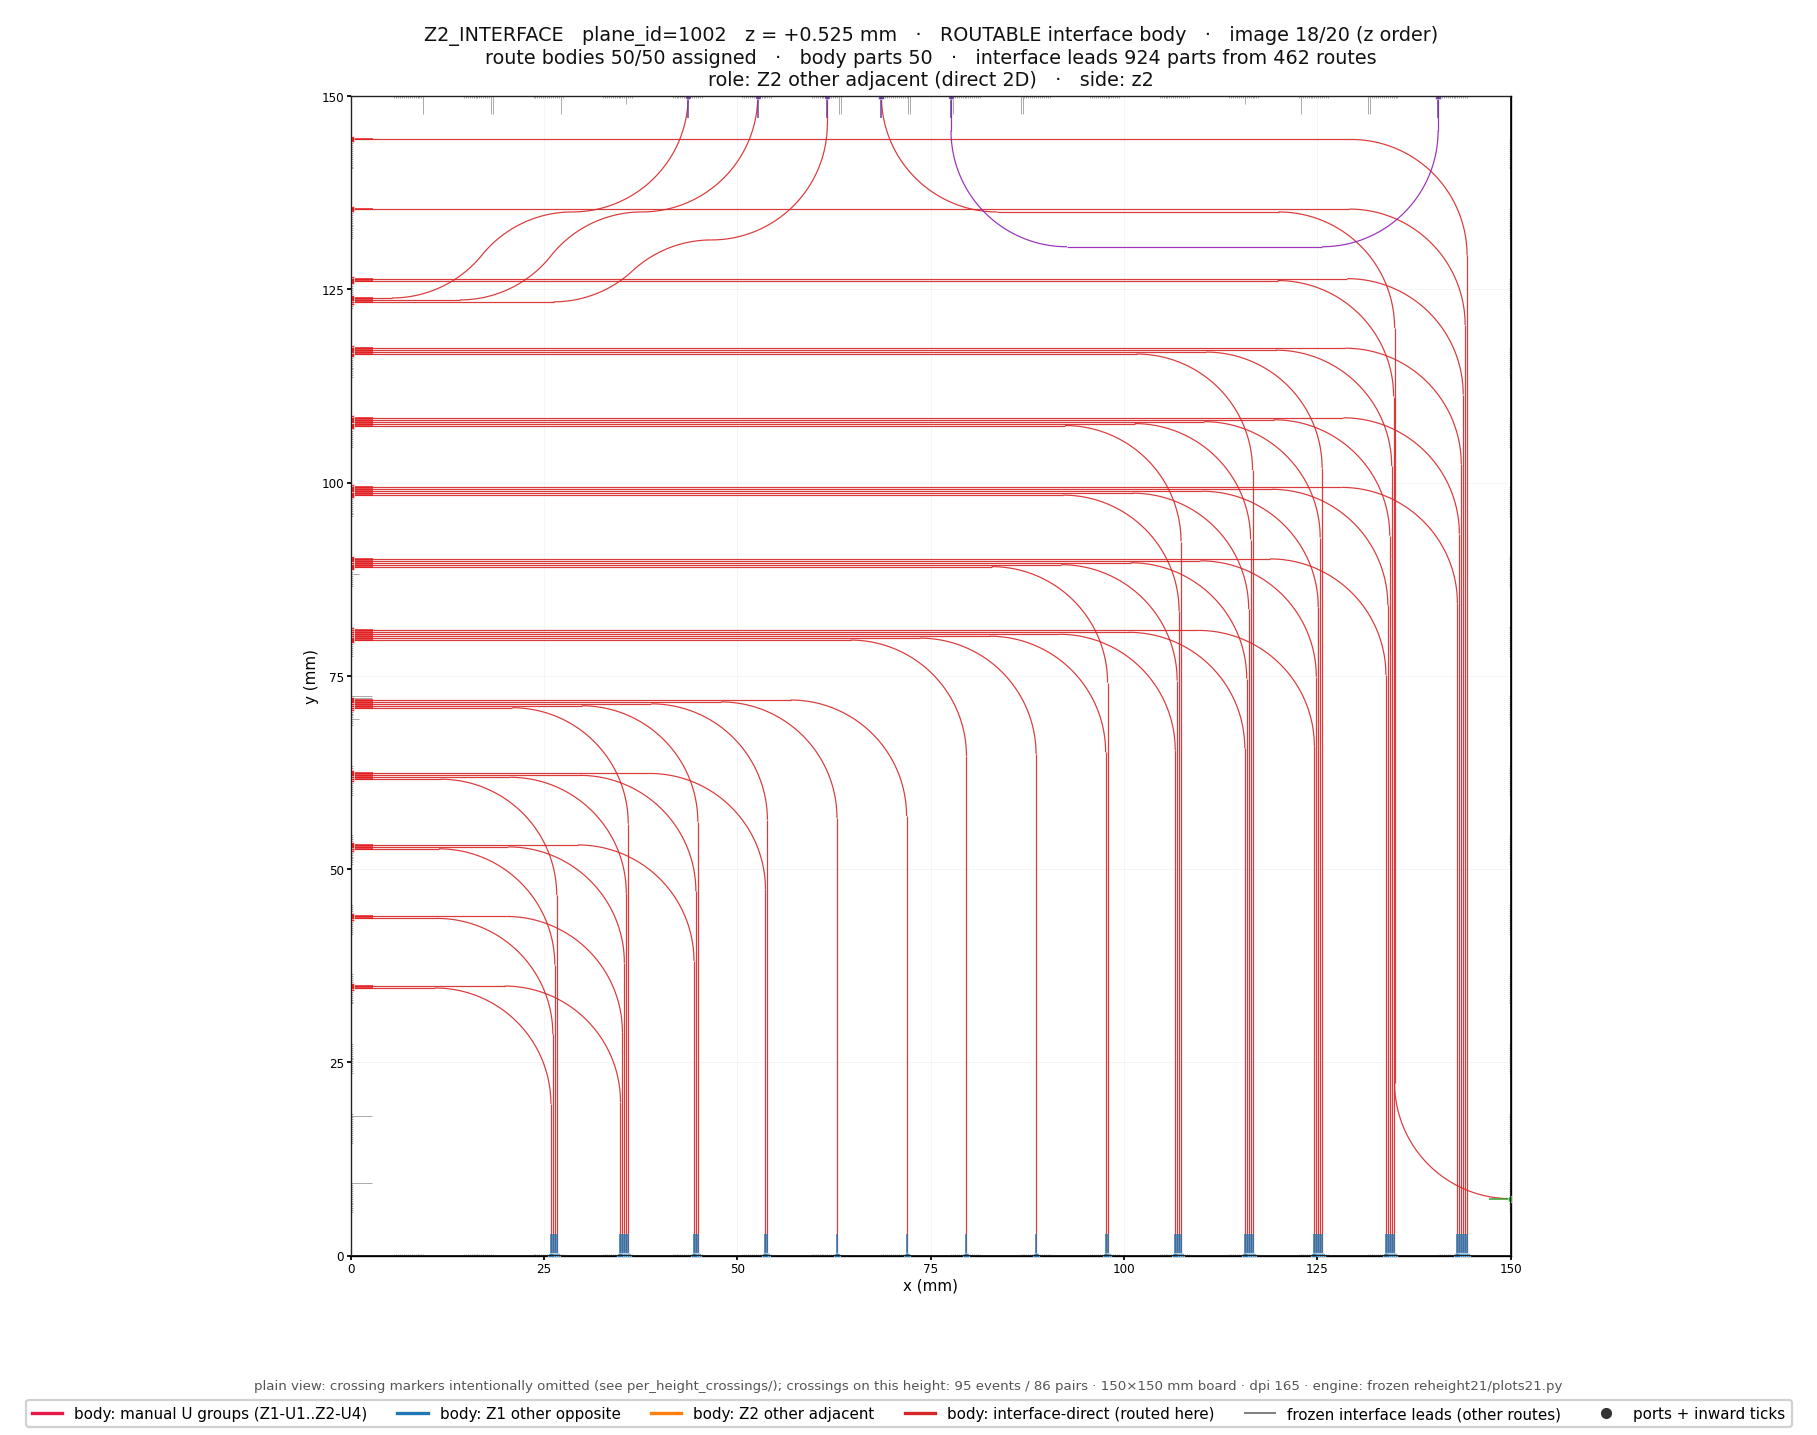 Z2_INTERFACE plane_id=1002 z = +0.525 mm · ROUTABLE interface body · image 18/20 (z order)
route bodies 50/50 assigned · body parts 50 · interface leads 924 parts from 462 routes
role: Z2 other adjacent (direct 2D) · side: z2
150
125
100
75
50
25
0
y (mm)
0 25 50 75 100 125 150
x (mm)
plain view: crossing markers intentionally omitted (see per_height_crossings/); crossings on this height: 95 events / 86 pairs · 150×150 mm board · dpi 165 · engine: frozen reheight21/plots21.py
body: manual U groups (Z1-U1..Z2-U4) body: Z1 other opposite body: Z2 other adjacent body: interface-direct (routed here) frozen interface leads (other routes) ports + inward ticks